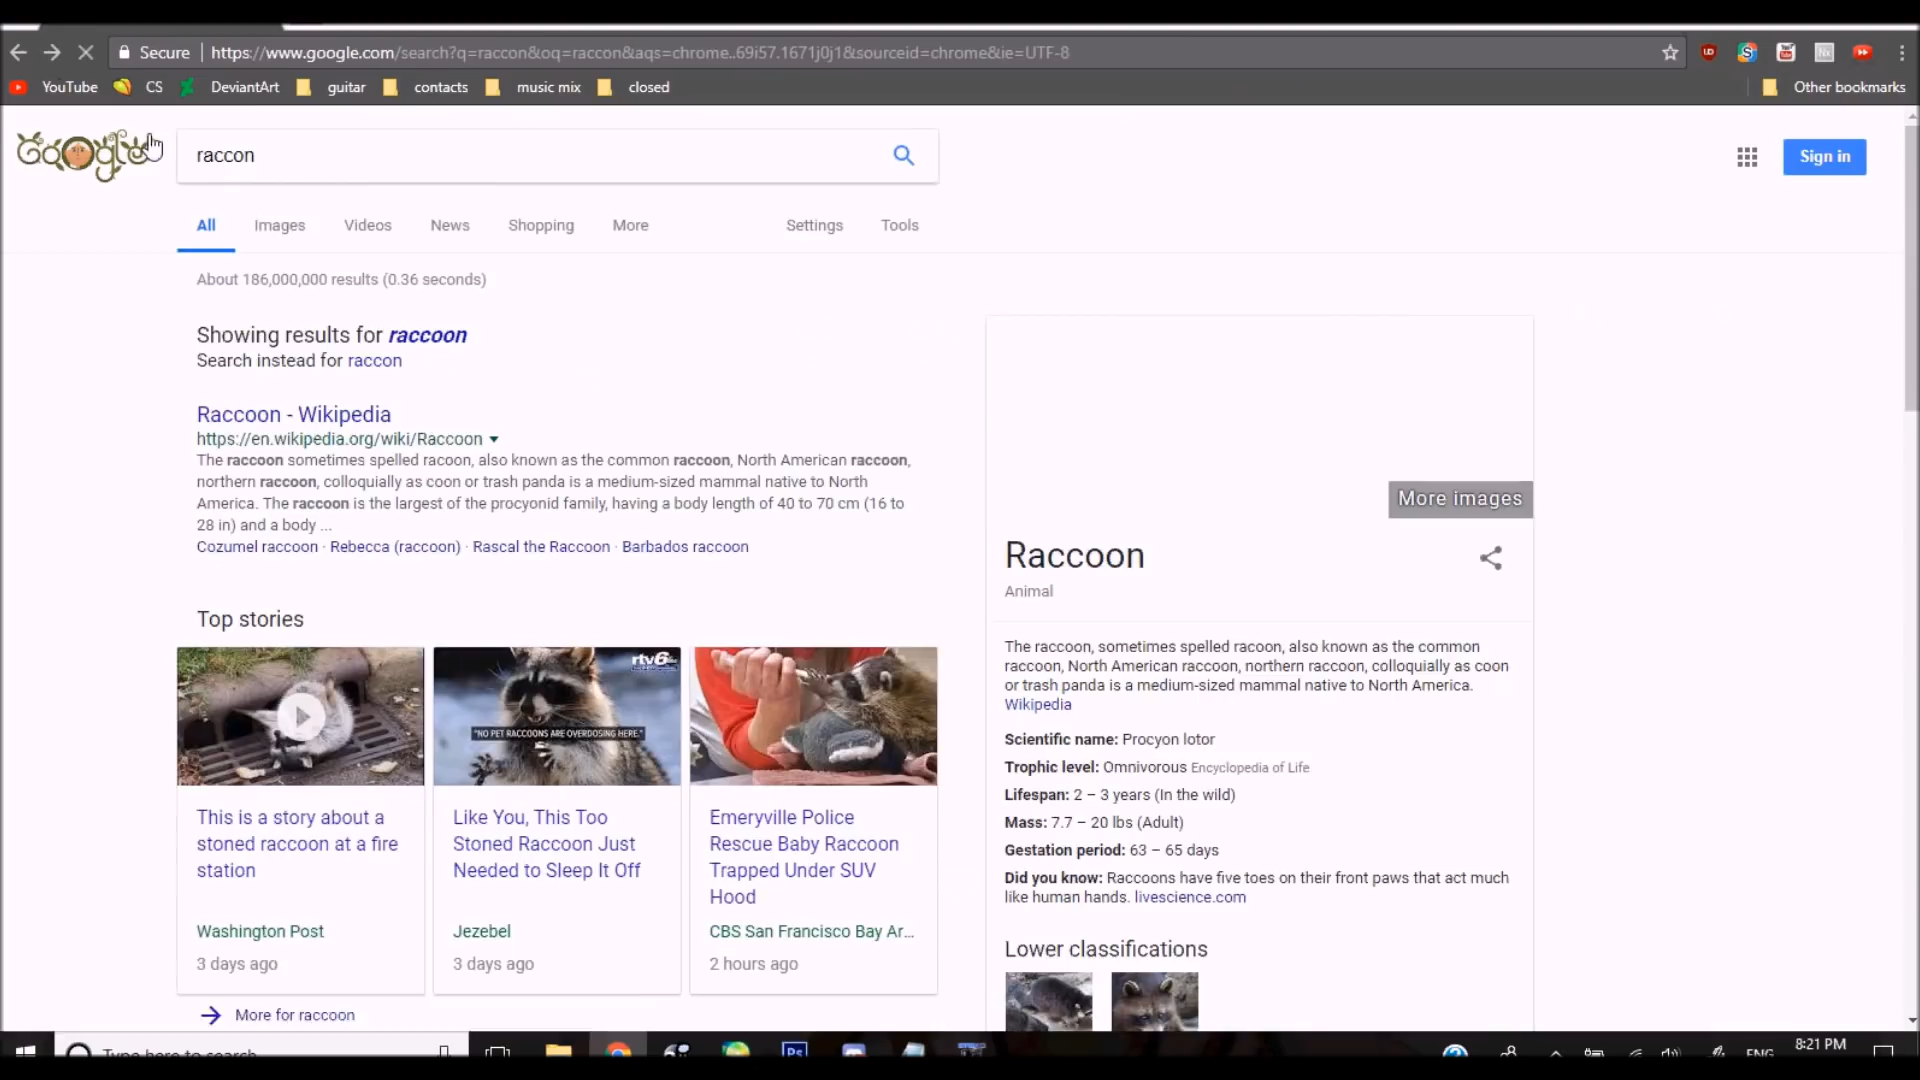 Secure | https://www.google.com/search?q=raccon&oq=raccon&aqs=chrome..69i57.1671j0j1&sourceid=chrome&ie=UTF-8
YouTube CS DeviantArt guitar contacts music mix closed Other bookmarks
Google raccon Sign in
All Images Videos News Shopping More Settings Tools
About 186,000,000 results (0.36 seconds)
Showing results for raccoon
Search instead for raccon
Raccoon - Wikipedia
https://en.wikipedia.org/wiki/Raccoon
The raccoon sometimes spelled racoon, also known as the common raccoon, North American raccoon,
northern raccoon, colloquially as coon or trash panda is a medium-sized mammal native to North
America. The raccoon is the largest of the procyonid family, having a body length of 40 to 70 cm (16 to
28 in) and a body ...
Cozumel raccoon · Rebecca (raccoon) · Rascal the Raccoon · Barbados raccoon
Top stories
rtv6
"NO PET RACCOONS ARE OVERDOSING HERE."
This is a story about a
stoned raccoon at a fire
station
Washington Post
3 days ago
Like You, This Too
Stoned Raccoon Just
Needed to Sleep It Off
Jezebel
3 days ago
Emeryville Police
Rescue Baby Raccoon
Trapped Under SUV
Hood
CBS San Francisco Bay Ar...
2 hours ago
More for raccoon
More images
Raccoon
Animal
The raccoon, sometimes spelled racoon, also known as the common
raccoon, North American raccoon, northern raccoon, colloquially as coon
or trash panda is a medium-sized mammal native to North America.
Wikipedia
Scientific name: Procyon lotor
Trophic level: Omnivorous Encyclopedia of Life
Lifespan: 2 – 3 years (In the wild)
Mass: 7.7 – 20 lbs (Adult)
Gestation period: 63 – 65 days
Did you know: Raccoons have five toes on their front paws that act much
like human hands. livescience.com
Lower classifications
Type here to search
Ps
ENG
8:21 PM